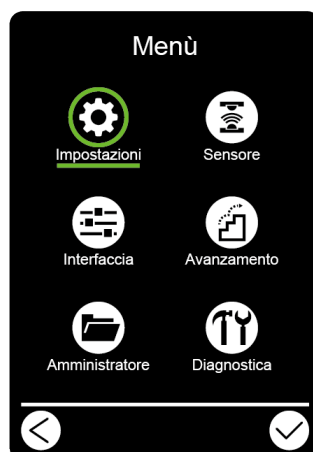 Menù
Impostazioni Sensore
Interfaccia Avanzamento
Amministratore Diagnostica